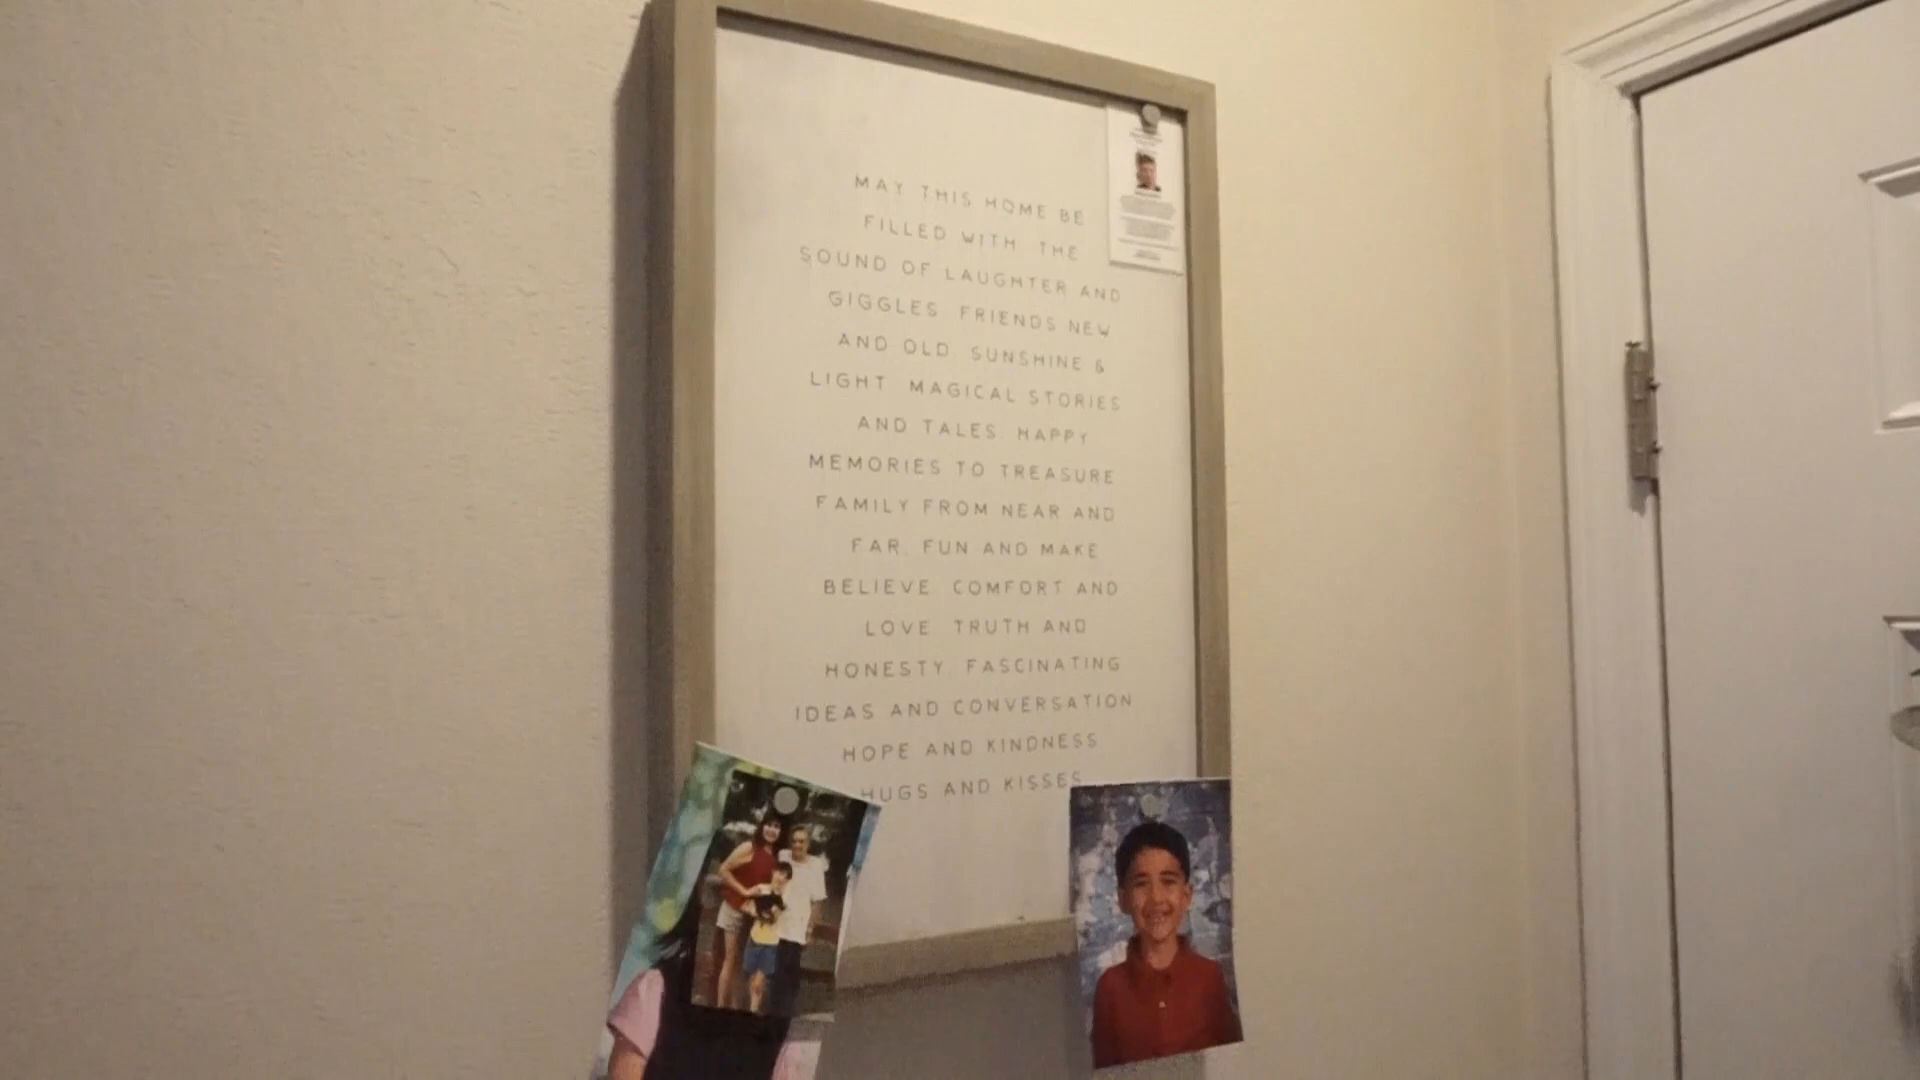 MAY THIS HOME BE
FILLED WITH THE
SOUND OF LAUGHTER AND
GIGGLES FRIENDS NEW
AND OLD SUNSHINE &
LIGHT MAGICAL STORIES
AND TALES. HAPPY
MEMORIES TO TREASURE
FAMILY FROM NEAR AND
FAR. FUN AND MAKE
BELIEVE COMFORT AND
LOVE TRUTH AND
HONESTY FASCINATING
IDEAS AND CONVERSATION
HOPE AND KINDNESS
HUGS AND KISSES